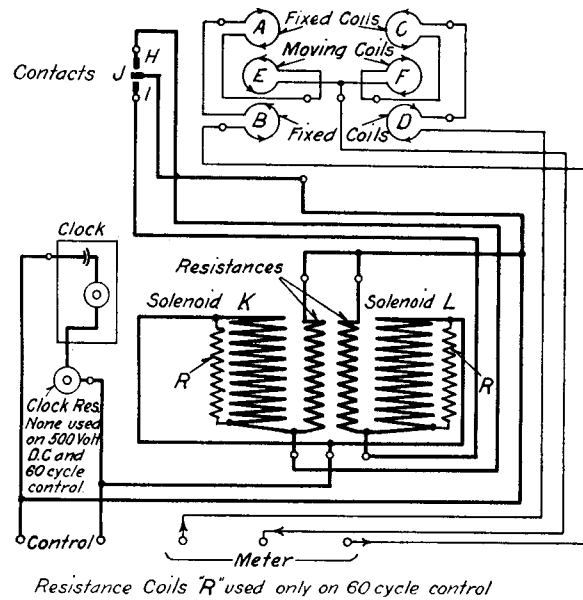 A Fixed Coils C
Contacts J H Moving Coils
E F
I
B Fixed Coils D
Clock
Resistances
Solenoid K Solenoid L
R R
Clock Res.
None used
on 500 Volt
D.C and
60 cycle
control.
Control
Meter
Resistance Coils "R" used only on 60 cycle control